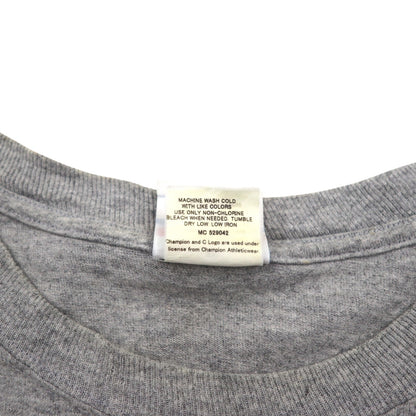 MACHINE WASH COLD
WITH LIKE COLORS
USE ONLY NON-CHLORINE
BLEACH WHEN NEEDED. TUMBLE
DRY LOW. LOW IRON
MC 529042
Champion and C Logo are used under
license from Champion Athleticwear